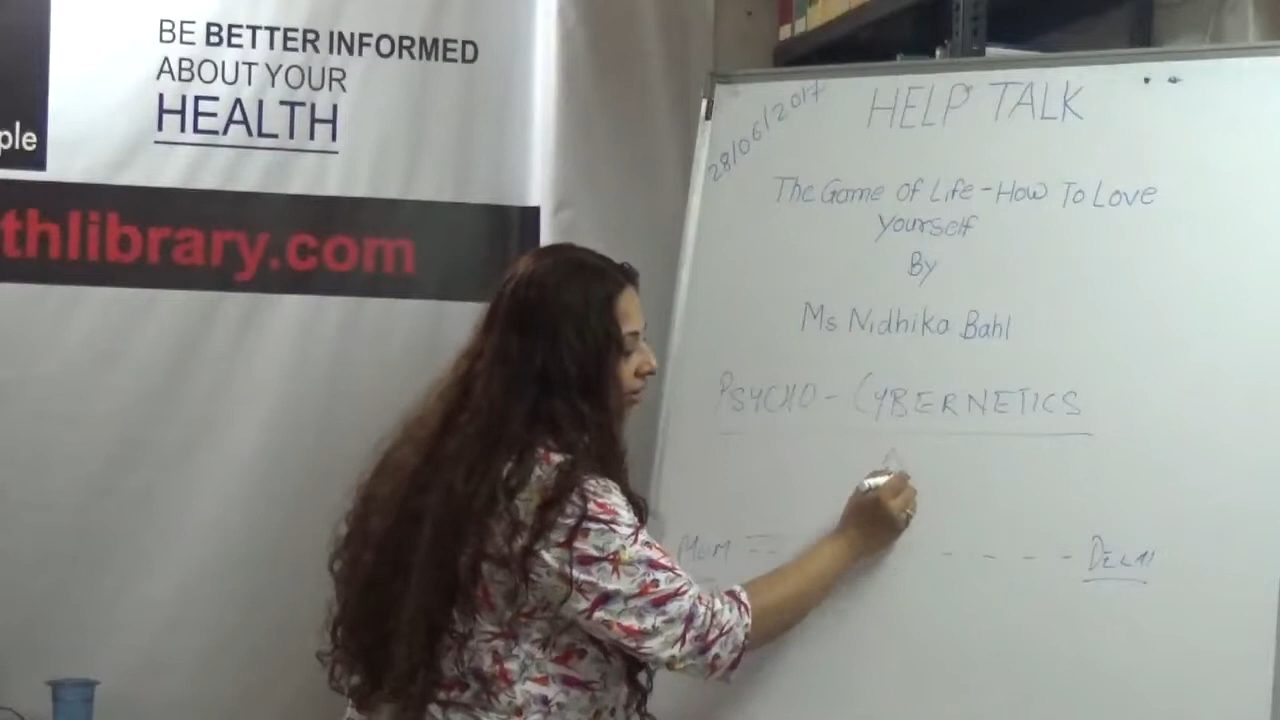 BE BETTER INFORMED
ABOUT YOUR
HEALTH
ple
thlibrary.com
28/06/2017
HELP TALK
The Game of Life - How To Love
Yourself
By
Ms Nidhika Bahl
PSYCHO - CYBERNETICS
MUM
DELHI